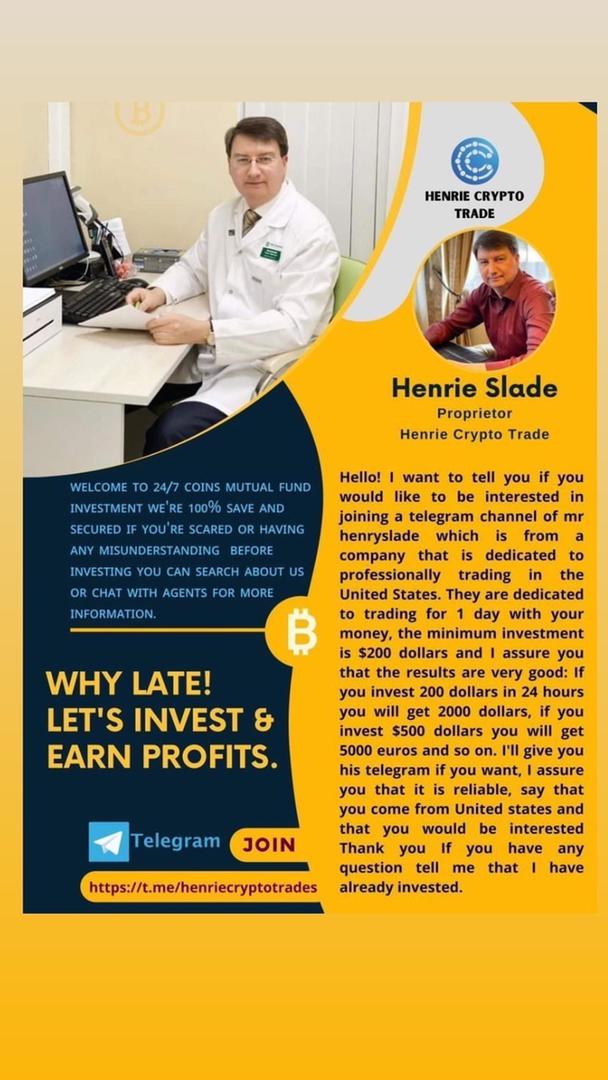 HENRIE CRYPTO
TRADE
Henrie Slade
Proprietor
Henrie Crypto Trade
WELCOME TO 24/7 COINS MUTUAL FUND
INVESTMENT WE'RE 100% SAVE AND
SECURED IF YOU'RE SCARED OR HAVING
ANY MISUNDERSTANDING BEFORE
INVESTING YOU CAN SEARCH ABOUT US
OR CHAT WITH AGENTS FOR MORE
INFORMATION.
WHY LATE!
LET'S INVEST &
EARN PROFITS.
Telegram
JOIN
https://t.me/henriecryptotrades
Hello! I want to tell you if you
would like to be interested in
joining a telegram channel of mr
henryslade which is from a
company that is dedicated to
professionally trading in the
United States. They are dedicated
to trading for 1 day with your
money, the minimum investment
is $200 dollars and I assure you
that the results are very good: If
you invest 200 dollars in 24 hours
you will get 2000 dollars, if you
invest $500 dollars you will get
5000 euros and so on. I'll give you
his telegram if you want, I assure
you that it is reliable, say that
you come from United states and
that you would be interested
Thank you If you have any
question tell me that I have
already invested.